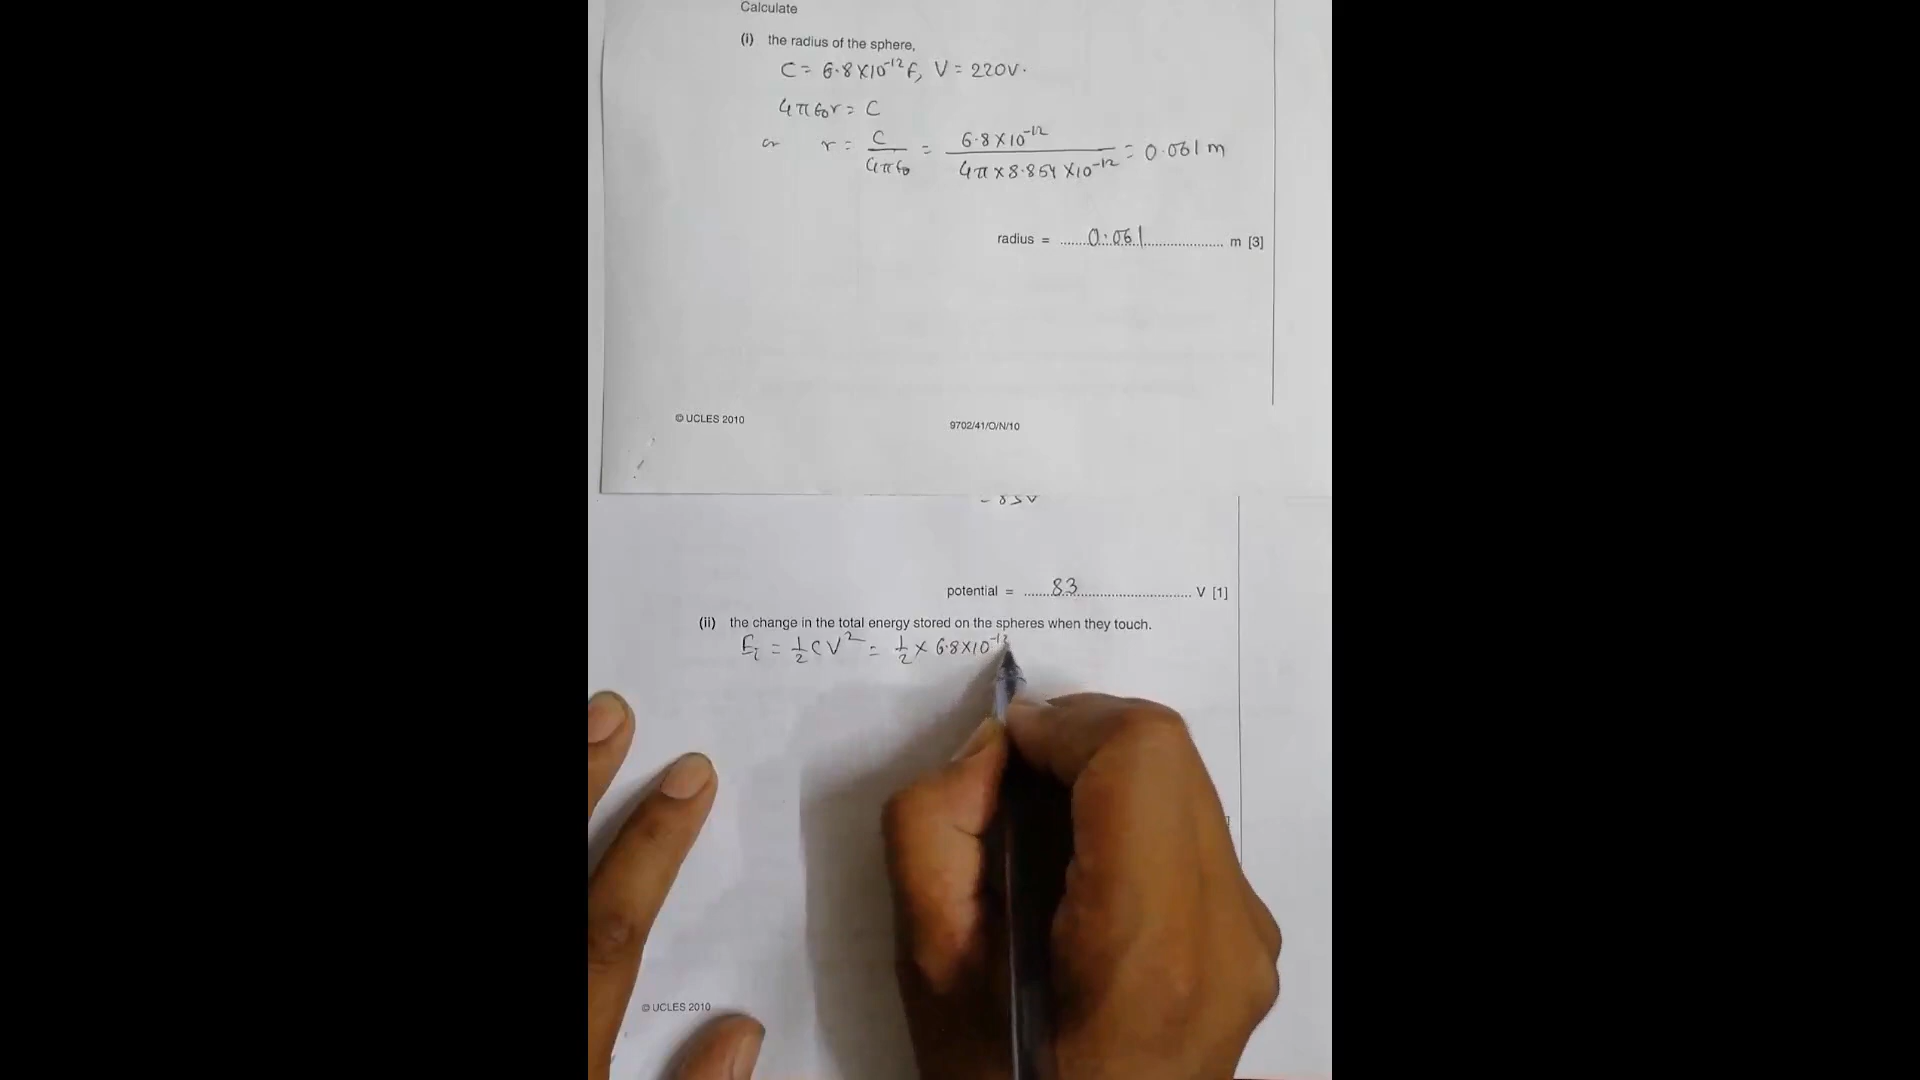 Calculate
(i) the radius of the sphere,
C = 6.8 × 10⁻¹² F, V = 220V.
4πε₀r = C
or r = C / 4πε₀ = 6.8 × 10⁻¹² / 4π × 8.854 × 10⁻¹² = 0.061 m
radius = ........0.061........................ m [3]
© UCLES 2010
9702/41/O/N/10
potential = .......83.............................. V [1]
(ii) the change in the total energy stored on the spheres when they touch.
= ½ C V² = ½ × 6.8 × 10⁻¹²
© UCLES 2010